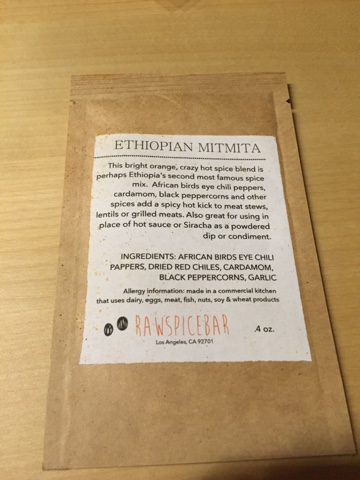 ETHIOPIAN MITMITA
This bright orange, crazy hot spice blend is
perhaps Ethiopia's second most famous spice
mix. African birds eye chili peppers,
cardamom, black peppercorns and other
spices add a spicy hot kick to meat stews,
lentils or grilled meats. Also great for using in
place of hot sauce or Siracha as a powdered
dip or condiment.
INGREDIENTS: AFRICAN BIRDS EYE CHILI
PAPPERS, DRIED RED CHILES, CARDAMOM,
BLACK PEPPERCORNS, GARLIC
Allergy information: made in a commercial kitchen
that uses dairy, eggs, meat, fish, nuts, soy & wheat products
RAWSPICEBAR .4 oz.
Los Angeles, CA 92701